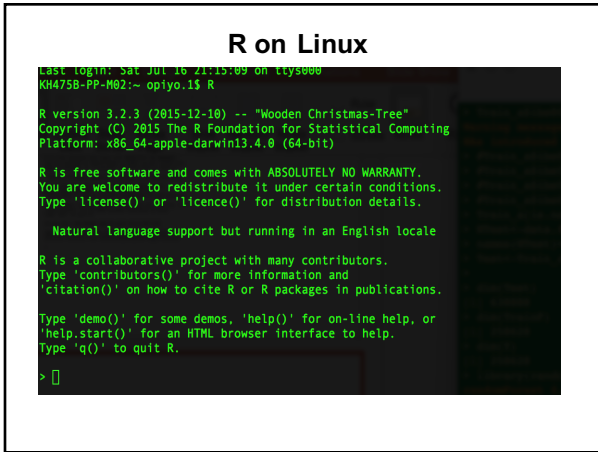 R on Linux
Last login: Sat Jul 16 21:15:09 on ttys000
KH475B-PP-M02:~ opiyo.1$ R
R version 3.2.3 (2015-12-10) -- "Wooden Christmas-Tree"
Copyright (C) 2015 The R Foundation for Statistical Computing
Platform: x86_64-apple-darwin13.4.0 (64-bit)
R is free software and comes with ABSOLUTELY NO WARRANTY.
You are welcome to redistribute it under certain conditions.
Type 'license()' or 'licence()' for distribution details.
Natural language support but running in an English locale
R is a collaborative project with many contributors.
Type 'contributors()' for more information and
'citation()' on how to cite R or R packages in publications.
Type 'demo()' for some demos, 'help()' for on-line help, or
'help.start()' for an HTML browser interface to help.
Type 'q()' to quit R.
>